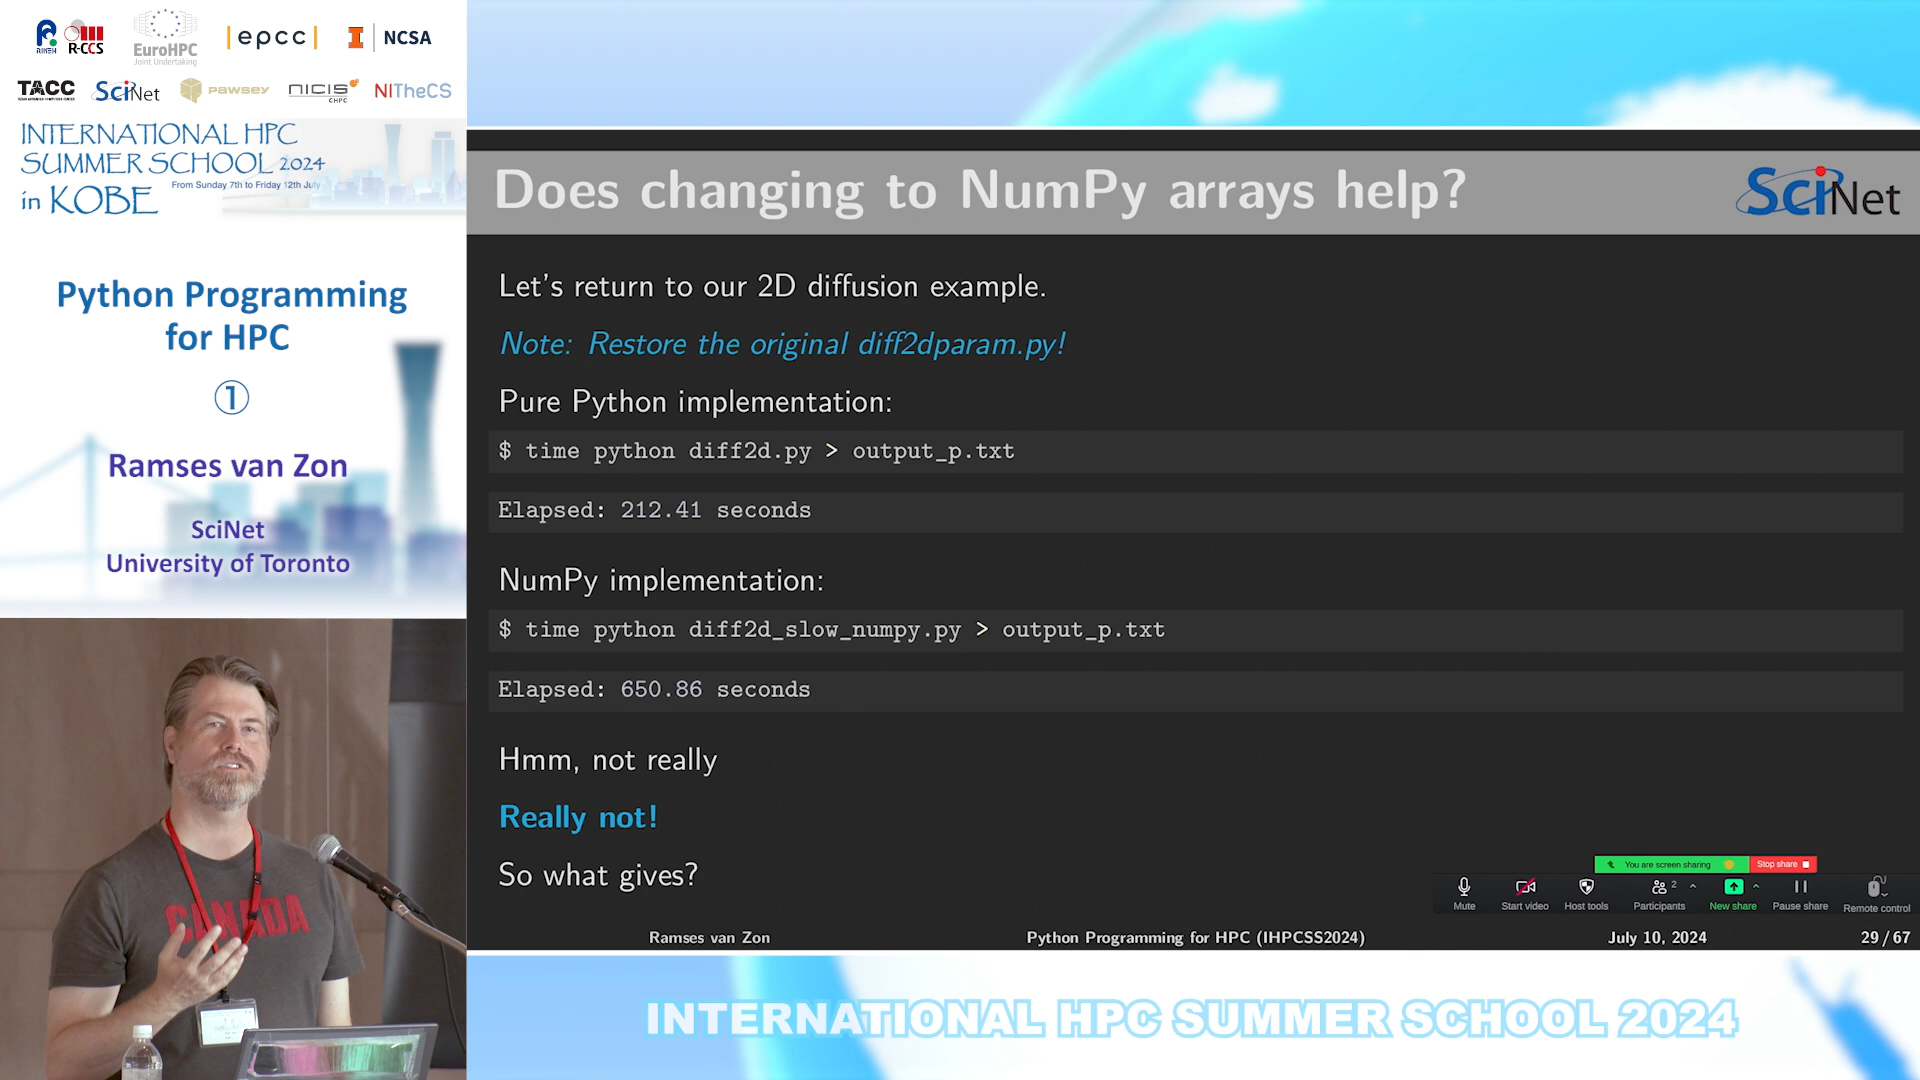 RIKEN
R-CCS
EuroHPC
Joint Undertaking
epcc
NCSA
TACC
SciNet
PAWSEY
NICIS
CHPC
NITheCS
INTERNATIONAL HPC
SUMMER SCHOOL 2024
From Sunday 7th to Friday 12th July
in KOBE
Python Programming
for HPC
①
Ramses van Zon
SciNet
University of Toronto
CANADA
Does changing to NumPy arrays help?
SciNet
Let's return to our 2D diffusion example.
Note: Restore the original diff2dparam.py!
Pure Python implementation:
$ time python diff2d.py > output_p.txt
Elapsed: 212.41 seconds
NumPy implementation:
$ time python diff2d_slow_numpy.py > output_p.txt
Elapsed: 650.86 seconds
Hmm, not really
Really not!
So what gives?
You are screen sharing
Stop share
Mute
Start video
Host tools
Participants 2
New share
Pause share
Remote control
Ramses van Zon
Python Programming for HPC (IHPCSS2024)
July 10, 2024
29 / 67
INTERNATIONAL HPC SUMMER SCHOOL 2024